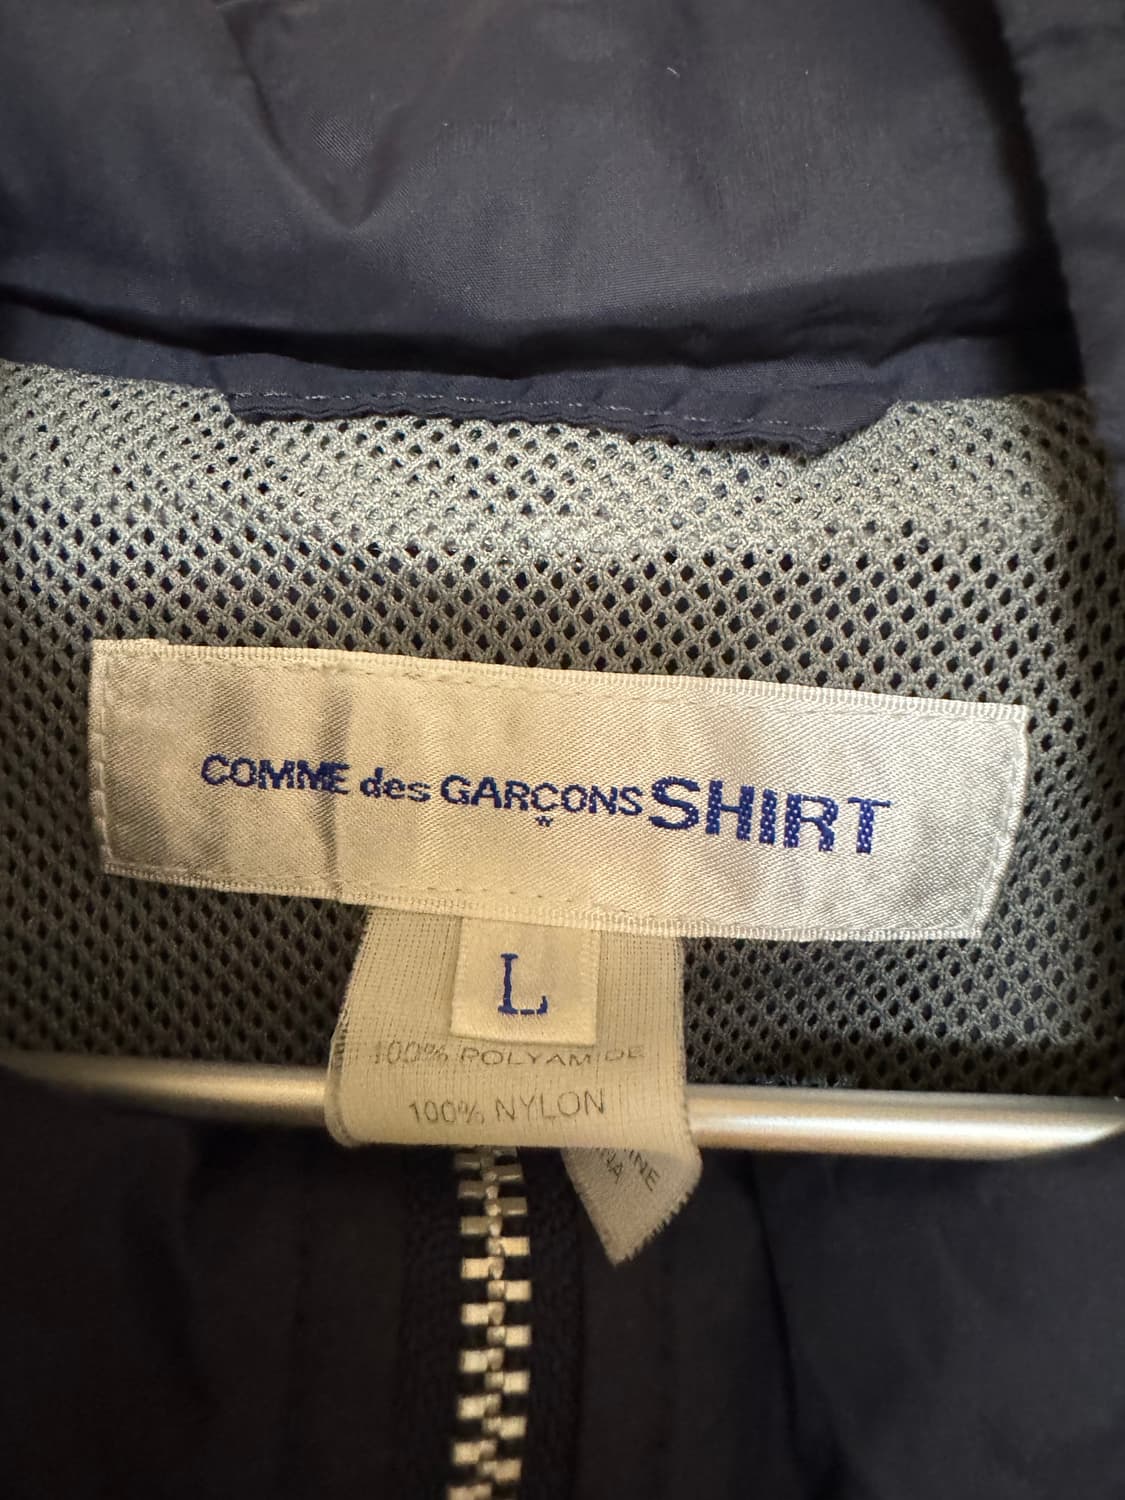 COMME des GARÇONS SHIRT
L
100% POLYAMIDE
100% NYLON